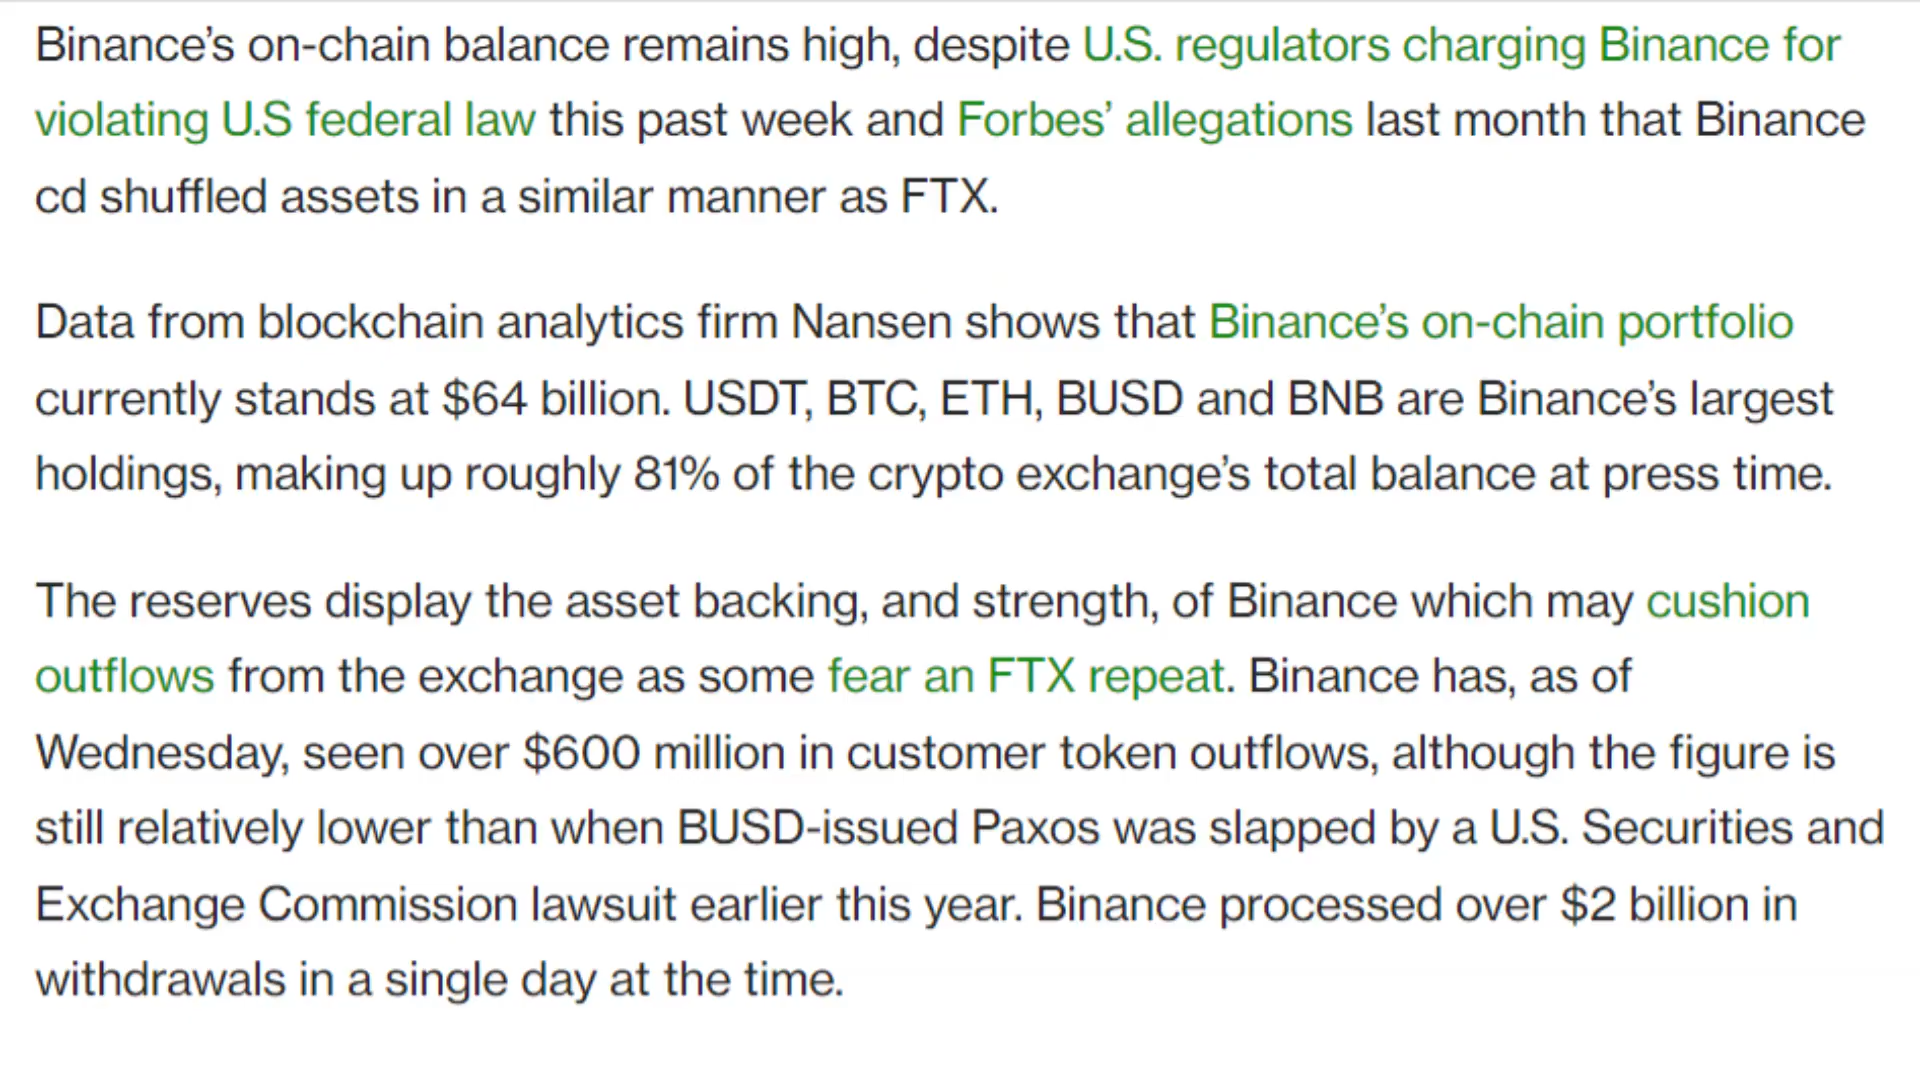 Binance’s on-chain balance remains high, despite U.S. regulators charging Binance for
violating U.S federal law this past week and Forbes’ allegations last month that Binance
cd shuffled assets in a similar manner as FTX.
Data from blockchain analytics firm Nansen shows that Binance’s on-chain portfolio
currently stands at $64 billion. USDT, BTC, ETH, BUSD and BNB are Binance’s largest
holdings, making up roughly 81% of the crypto exchange’s total balance at press time.
The reserves display the asset backing, and strength, of Binance which may cushion
outflows from the exchange as some fear an FTX repeat. Binance has, as of
Wednesday, seen over $600 million in customer token outflows, although the figure is
still relatively lower than when BUSD-issued Paxos was slapped by a U.S. Securities and
Exchange Commission lawsuit earlier this year. Binance processed over $2 billion in
withdrawals in a single day at the time.